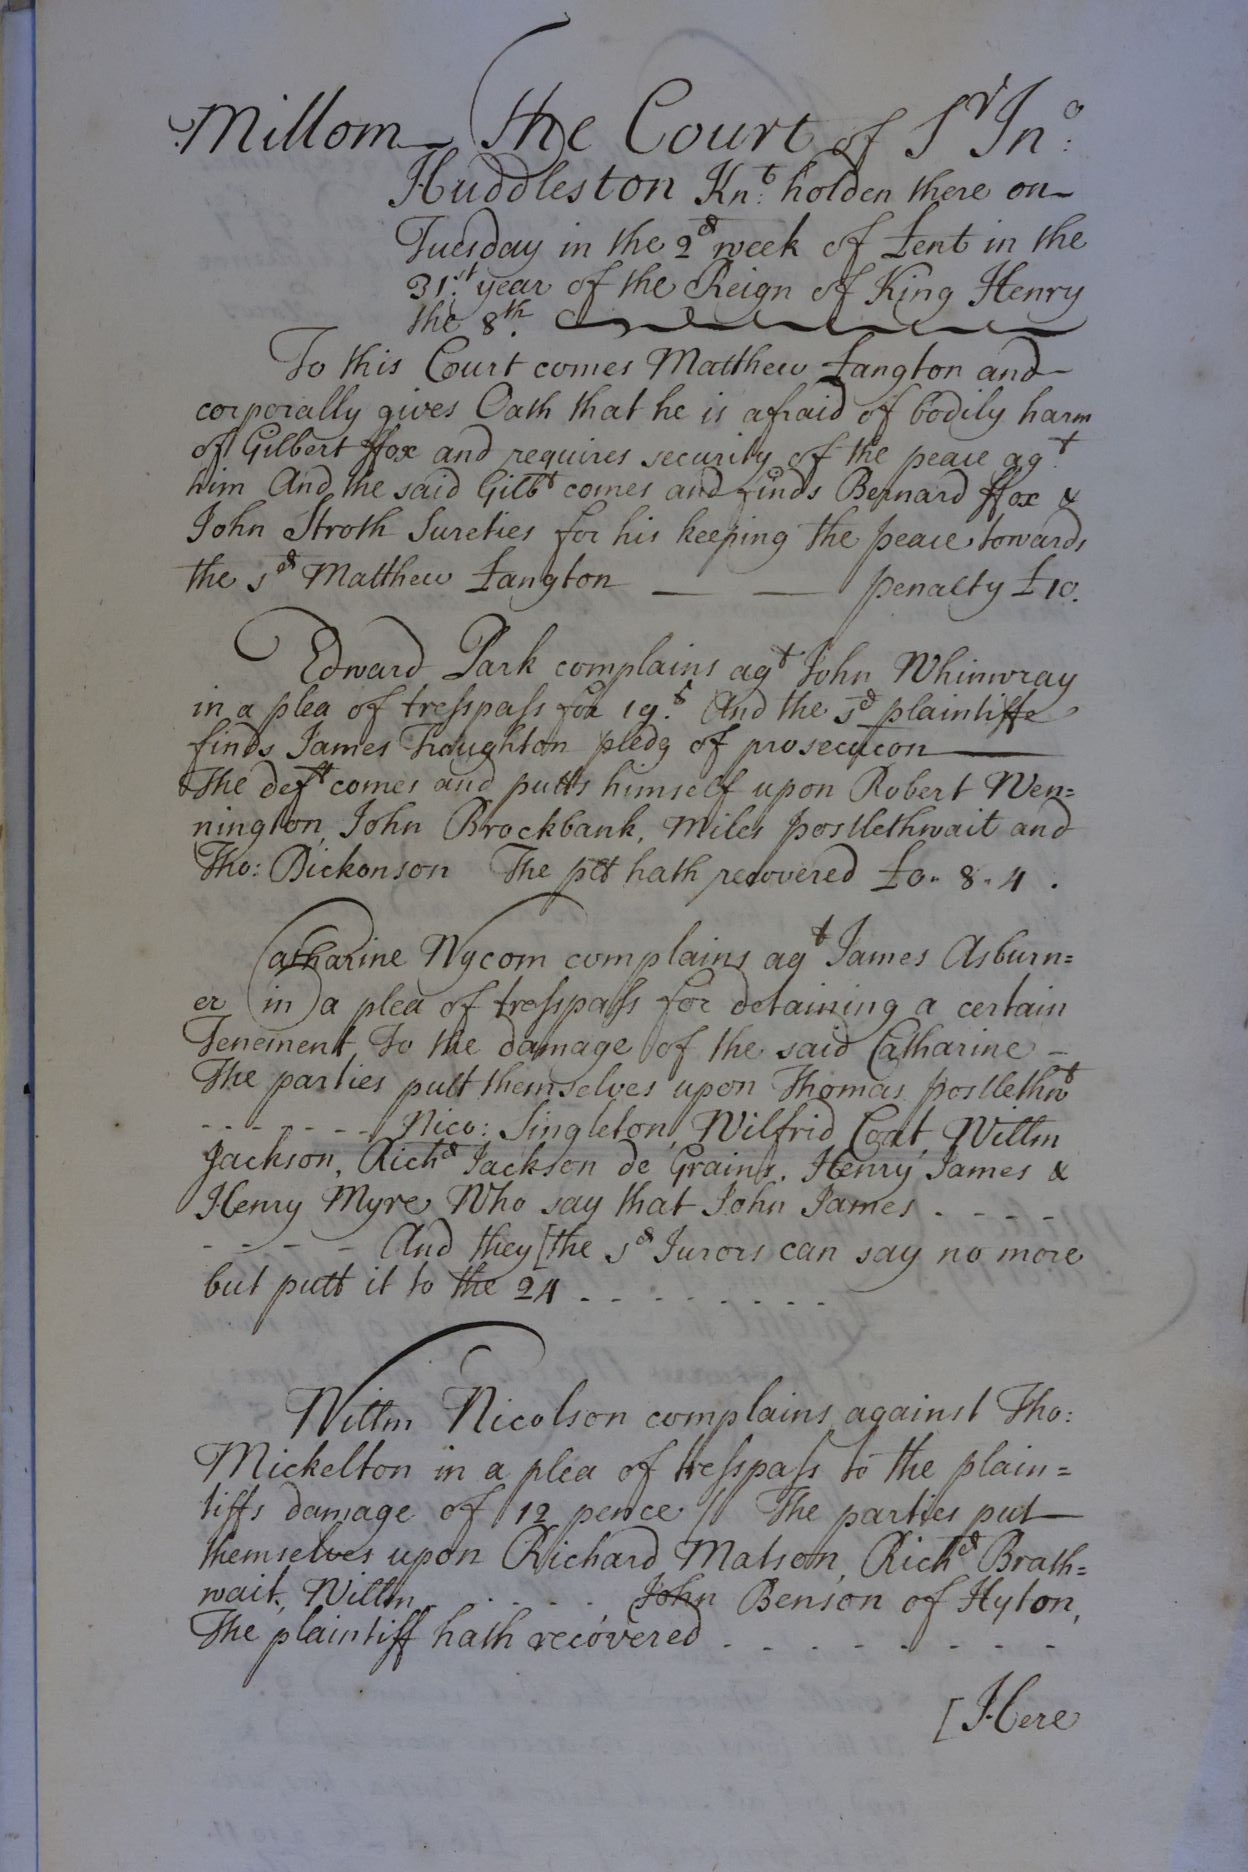 Millom – The Court of Sr Jno:
Huddleston Knt: holden there on
Tuesday in the 2d week of Lent in the
31.st year of the Reign of King Henry
the 8th.
To this Court comes Matthew Langton and
corporally gives Oath that he is afraid of bodily harm
of Gilbert ffox and requires security of the peace agt.
him And the said Gilbt comes and finds Bernard ffox &
John Stroth Sureties for his keeping the peace towards
the sd Matthew Langton — — penalty £10.
Edward Park complains agt John Whinwray
in a plea of tresspass for 19.s And the sd plaintiffe
finds James Troughton pledg of prosecucon
The deft comes and putts himself upon Robert Wen=
nington, John Brockbank, Miles postlethwait and
Tho: Dickonson The plt hath recovered £0. 8. 4 .
Catharine Wycom complains agt James Asburn=
er (in) a plea of tresspass for detaining a certain
Tenement, To the damage of the said Catharine –
The parties putt themselves upon Thomas postlethwt
- - - - - - - Nico: Singleton, Wilfrid Coat, Willm
Jackson, Richd Jackson de Grains, Henry James &
Henry Myre Who say that John James - - - -
- - - - - And they [the sd Jurors can say no more
but putt it to the 24 - - - - - - - - -
Willm Nicolson complains against Tho:
Mickelton in a plea of tresspass to the plain=
tiffs damage of 12 pence // The parties put
themselves upon Richard Matson, Richd Brath=
wait, Willm - - - - - John Benson of Hyton,
The plaintiff hath recovered - - - - - - - - -
[Here